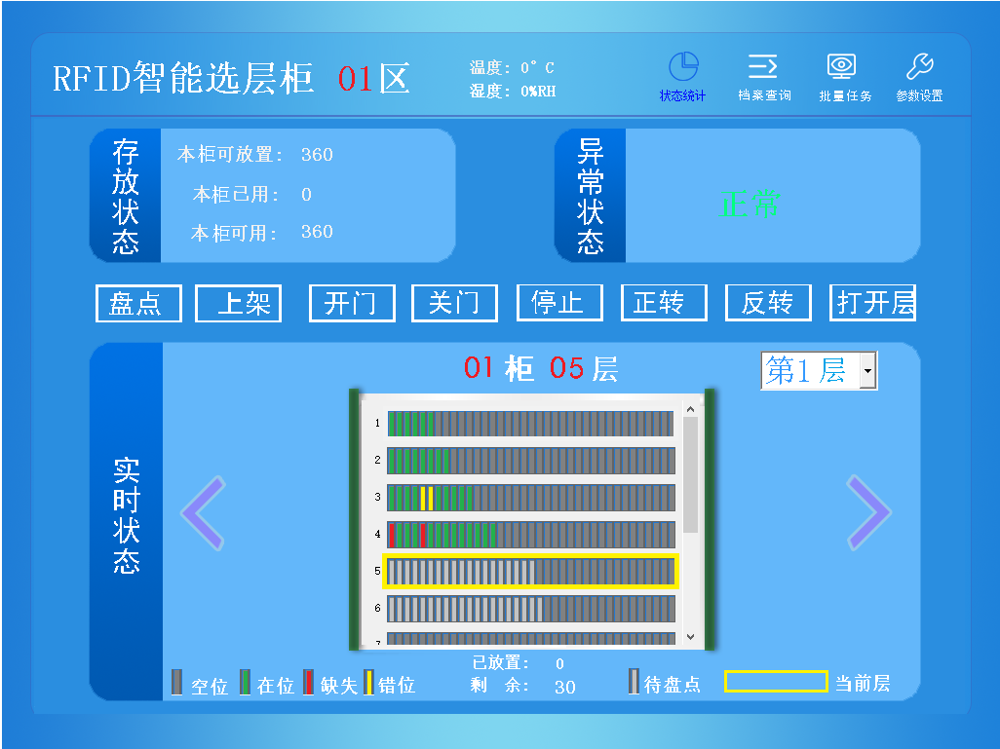 RFID智能选层柜 01区
温度: 0°C
湿度: 0%RH
状态统计 档案查询 批量任务 参数设置
存放状态
本柜可放置: 360
本柜已用: 0
本柜可用: 360
异常状态
正常
盘点 上架 开门 关门 停止 正转 反转 打开层
实时状态
01 柜 05 层
第1 层
1
2
3
4
5
6
7
已放置: 0
剩 余: 30
空位 在位 缺失 错位 待盘点 当前层